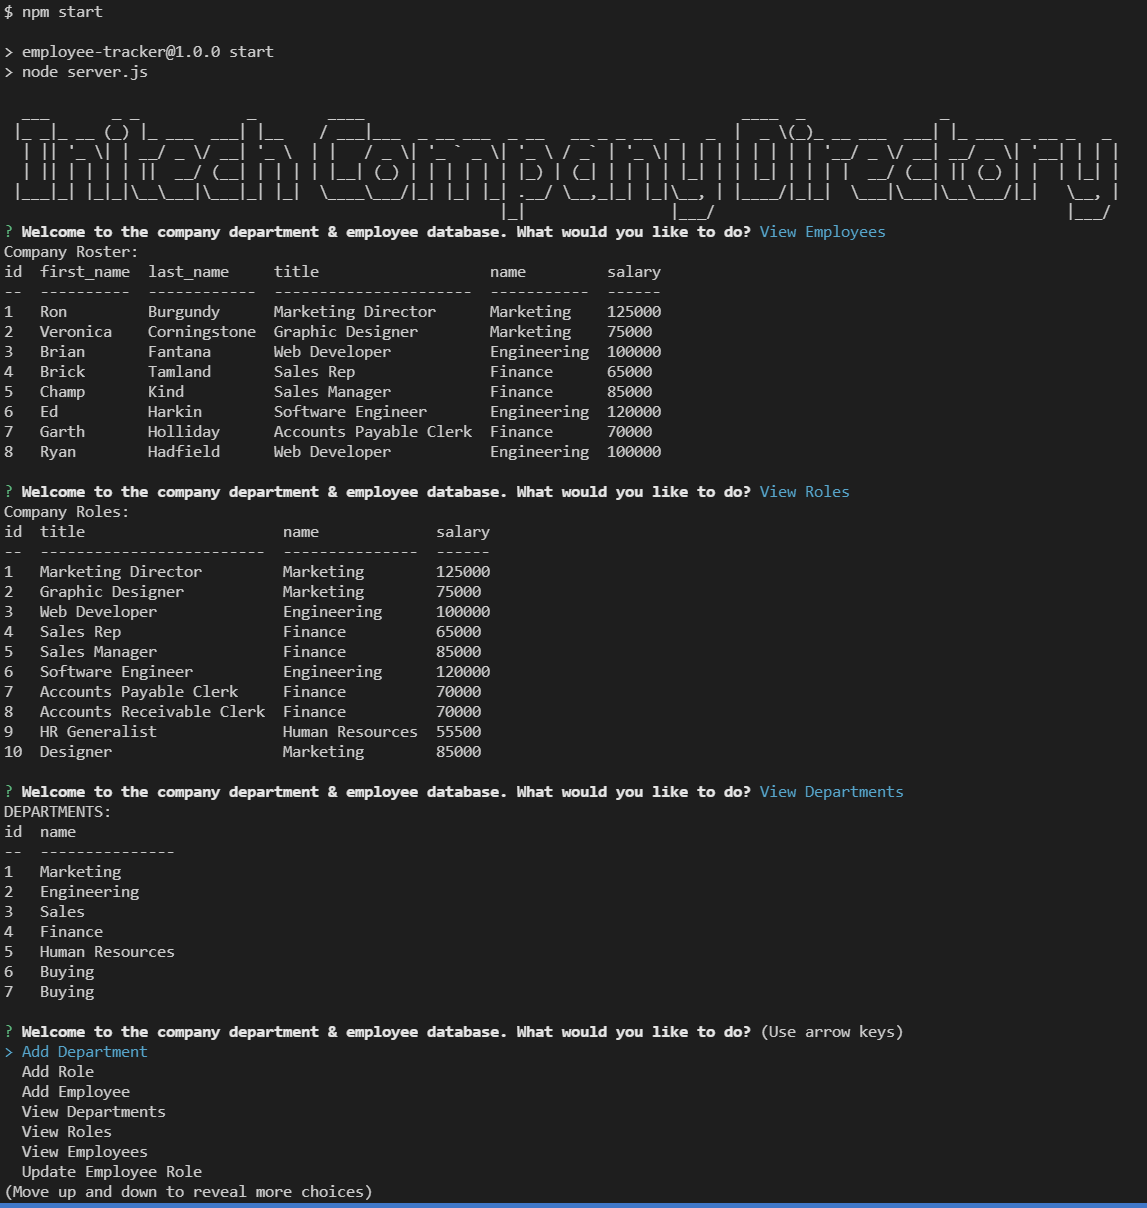 $ npm start
> employee-tracker@1.0.0 start
> node server.js
Initech Company Directory
? Welcome to the company department & employee database. What would you like to do? View Employees
Company Roster:
id  first_name  last_name     title                   name         salary
--  ----------  ------------  ----------------------  -----------  ------
1   Ron         Burgundy      Marketing Director      Marketing    125000
2   Veronica    Corningstone  Graphic Designer        Marketing    75000
3   Brian       Fantana       Web Developer           Engineering  100000
4   Brick       Tamland       Sales Rep               Finance      65000
5   Champ       Kind          Sales Manager           Finance      85000
6   Ed          Harkin        Software Engineer       Engineering  120000
7   Garth       Holliday      Accounts Payable Clerk  Finance      70000
8   Ryan        Hadfield      Web Developer           Engineering  100000
? Welcome to the company department & employee database. What would you like to do? View Roles
Company Roles:
id  title                      name             salary
--  -------------------------  ---------------  ------
1   Marketing Director         Marketing        125000
2   Graphic Designer           Marketing        75000
3   Web Developer              Engineering      100000
4   Sales Rep                  Finance          65000
5   Sales Manager              Finance          85000
6   Software Engineer          Engineering      120000
7   Accounts Payable Clerk     Finance          70000
8   Accounts Receivable Clerk  Finance          70000
9   HR Generalist              Human Resources  55500
10  Designer                   Marketing        85000
? Welcome to the company department & employee database. What would you like to do? View Departments
DEPARTMENTS:
id  name
--  ---------------
1   Marketing
2   Engineering
3   Sales
4   Finance
5   Human Resources
6   Buying
7   Buying
? Welcome to the company department & employee database. What would you like to do? (Use arrow keys)
> Add Department
  Add Role
  Add Employee
  View Departments
  View Roles
  View Employees
  Update Employee Role
(Move up and down to reveal more choices)